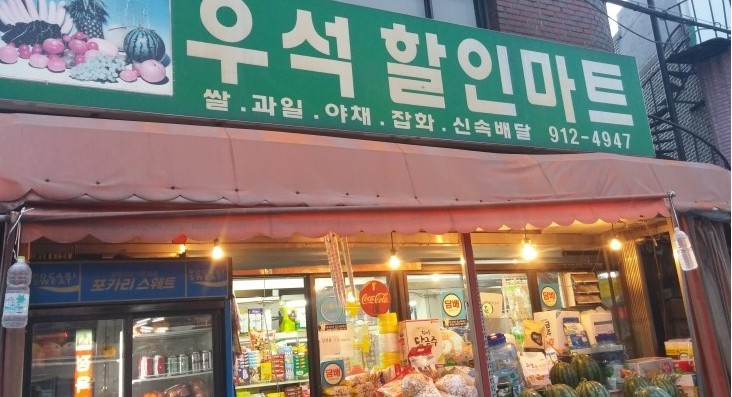 우석 할인마트
쌀 . 과일 . 야채 . 잡화 . 신속배달 912-4947
포카리 스웨트
Coca-Cola
담배
담배
담배